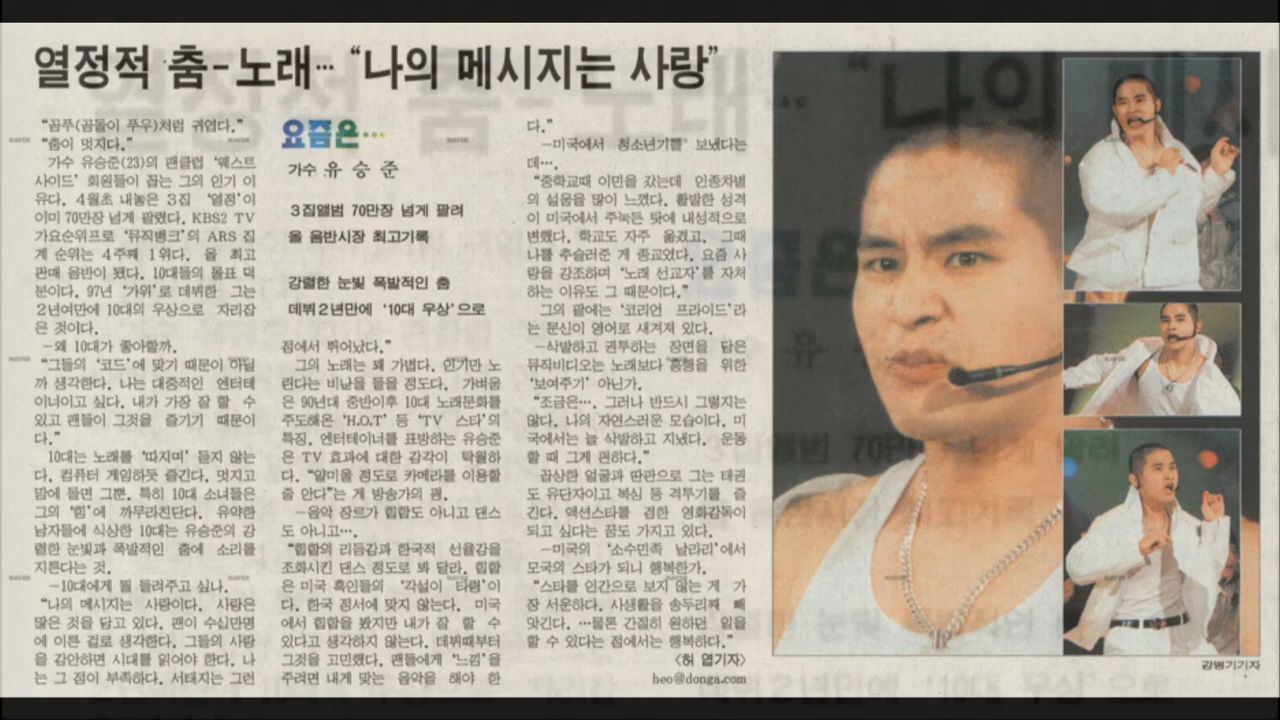 열정적 춤-노래… “나의 메시지는 사랑”
“곰푸(곰돌이 푸우)처럼 귀엽다.”
“춤이 멋지다.”
가수 유승준(23)의 팬클럽 ‘웨스트
사이드’ 회원들이 꼽는 그의 인기 이
유다. 4월초 내놓은 3집 ‘열정’이
이미 70만장 넘게 팔렸다. KBS2 TV
가요순위프로 ‘뮤직뱅크’의 ARS 집
계 순위는 4주째 1위다. 올 최고
판매 음반이 됐다. 10대들의 몰표 덕
분이다. 97년 ‘가위’로 데뷔한 그는
2년여만에 10대의 우상으로 자리잡
은 것이다.
－왜 10대가 좋아할까.
“그들의 ‘코드’에 맞기 때문이 아닐
까 생각한다. 나는 대중적인 엔터테
이너이고 싶다. 내가 가장 잘 할 수
있고 팬들이 그것을 즐기기 때문이
다.”
10대는 노래를 ‘따지며’ 듣지 않는
다. 컴퓨터 게임하듯 즐긴다. 멋지고
맘에 들면 그뿐. 특히 10대 소녀들은
그의 ‘힘’에 까무라친단다. 유약한
남자들에 식상한 10대는 유승준의 강
렬한 눈빛과 폭발적인 춤에 소리를
지른다는 것.
－10대에게 뭘 들려주고 싶나.
“나의 메시지는 사랑이다. 사랑은
많은 것을 담고 있다. 팬이 수십만명
에 이른 걸로 생각한다. 그들의 사랑
을 감안하면 시대를 읽어야 한다. 나
는 그 점이 부족하다. 서태지는 그런
요즘은…
가수 유승준
3집앨범 70만장 넘게 팔려
올 음반시장 최고기록
강렬한 눈빛 폭발적인 춤
데뷔2년만에 ‘10대 우상’으로
점에서 뛰어났다.”
그의 노래는 꽤 가볍다. 인기만 노
린다는 비난을 들을 정도다. 가벼움
은 90년대 중반이후 10대 노래문화를
주도해온 ‘H.O.T’ 등 ‘TV 스타’의
특징. 엔터테이너를 표방하는 유승준
은 TV 효과에 대한 감각이 탁월하
다. “얄미울 정도로 카메라를 이용할
줄 안다”는 게 방송가의 평.
－음악 장르가 힙합도 아니고 댄스
도 아니고….
“힙합의 리듬감과 한국적 선율감을
조화시킨 댄스 정도로 봐 달라. 힙합
은 미국 흑인들의 ‘각설이 타령’이
다. 한국 정서에 맞지 않는다. 미국
에서 힙합을 봤지만 내가 잘 할 수
있다고 생각하지 않는다. 데뷔때부터
그것을 고민했다. 팬들에게 ‘느낌’을
주려면 내게 맞는 음악을 해야 한
다.”
－미국에서 청소년기를 보냈다는
데….
“중학교때 이민을 갔는데 인종차별
의 설움을 많이 느꼈다. 활발한 성격
이 미국에서 주눅든 탓에 내성적으로
변했다. 학교도 자주 옮겼고. 그때
나를 추슬러준 게 종교였다. 요즘 사
랑을 강조하며 ‘노래 선교자’를 자처
하는 이유도 그 때문이다.”
그의 팔에는 ‘코리언 프라이드’라
는 문신이 영어로 새겨져 있다.
－삭발하고 권투하는 장면을 담은
뮤직비디오는 노래보다 흥행을 위한
‘보여주기’ 아닌가.
“조금은…. 그러나 반드시 그렇지는
않다. 나의 자연스러운 모습이다. 미
국에서는 늘 삭발하고 지냈다. 운동
할 때 그게 편하다.”
곱상한 얼굴과 딴판으로 그는 태권
도 유단자이고 복싱 등 격투기를 즐
긴다. 액션스타를 겸한 영화감독이
되고 싶다는 꿈도 가지고 있다.
－미국의 ‘소수민족 날라리’에서
모국의 스타가 되니 행복한가.
“스타를 인간으로 보지 않는 게 가
장 서운하다. 사생활을 송두리째 빼
앗긴다. …물론 간절히 원하던 일을
할 수 있다는 점에서는 행복하다.”
〈허 엽기자〉
heo@donga.com
강병기기자